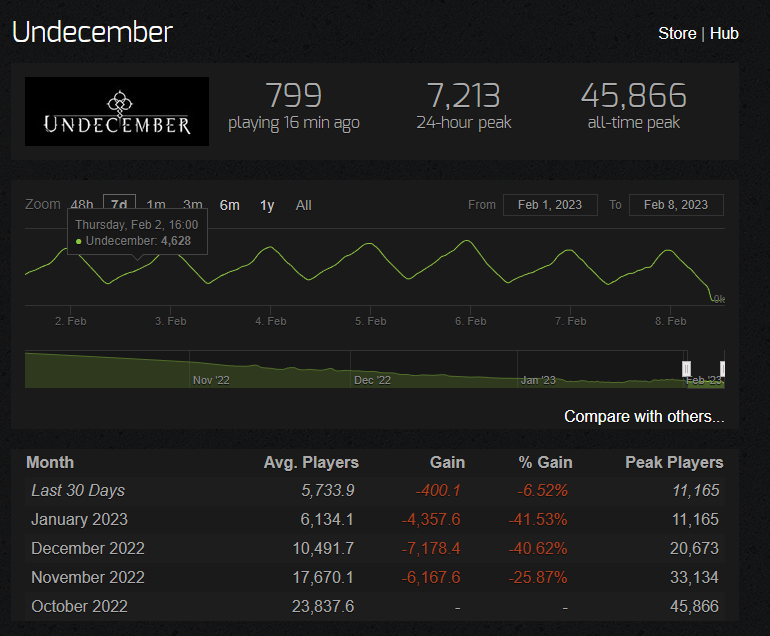 Undecember
Store | Hub
UNDECEMBER
799
playing 16 min ago
7,213
24-hour peak
45,866
all-time peak
Zoom 48h 7d 1m 3m 6m 1y All
From Feb 1, 2023 To Feb 8, 2023
Thursday, Feb 2, 16:00
● Undecember: 4,628
0k
2. Feb 3. Feb 4. Feb 5. Feb 6. Feb 7. Feb 8. Feb
Nov '22 Dec '22 Jan '23 Feb '23
Compare with others...
Month Avg. Players Gain % Gain Peak Players
Last 30 Days 5,733.9 -400.1 -6.52% 11,165
January 2023 6,134.1 -4,357.6 -41.53% 11,165
December 2022 10,491.7 -7,178.4 -40.62% 20,673
November 2022 17,670.1 -6,167.6 -25.87% 33,134
October 2022 23,837.6 - - 45,866